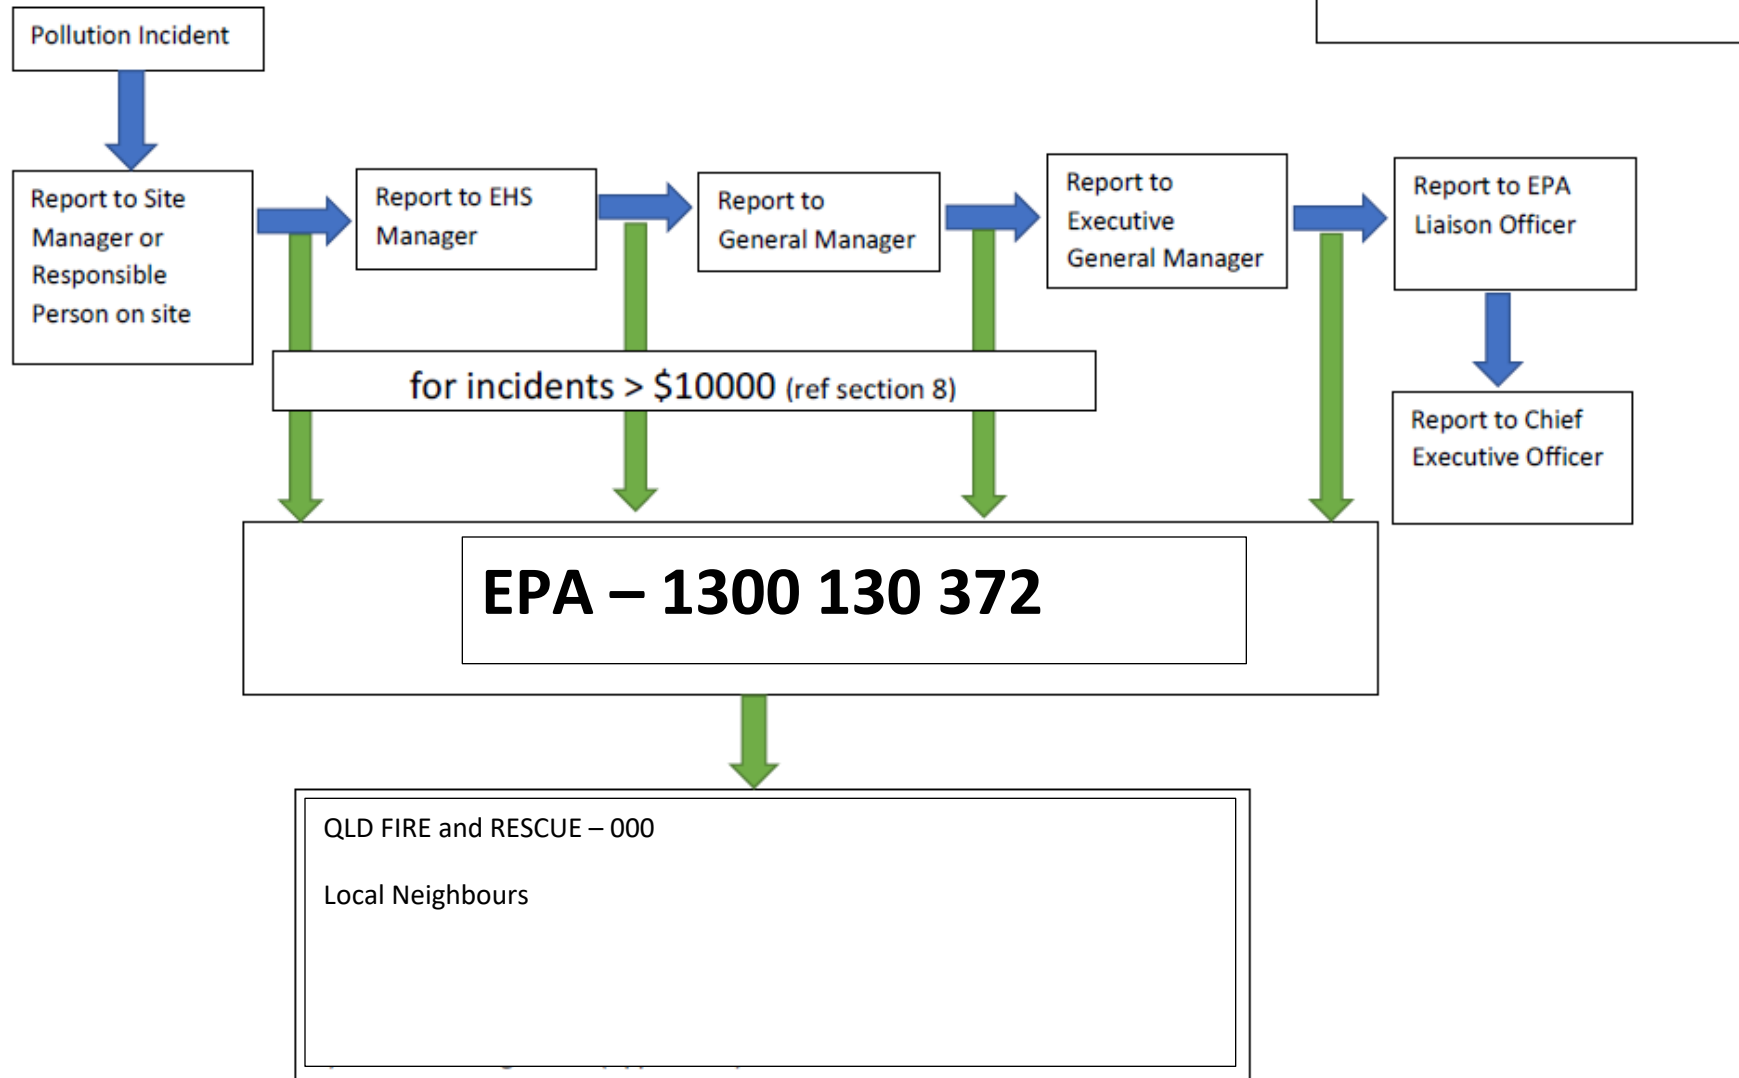 Pollution Incident
Report to Site
Manager or
Responsible
Person on site
Report to EHS
Manager
Report to
General Manager
Report to
Executive
General Manager
Report to EPA
Liaison Officer
Report to Chief
Executive Officer
for incidents > $10000 (ref section 8)
EPA – 1300 130 372
QLD FIRE and RESCUE – 000
Local Neighbours